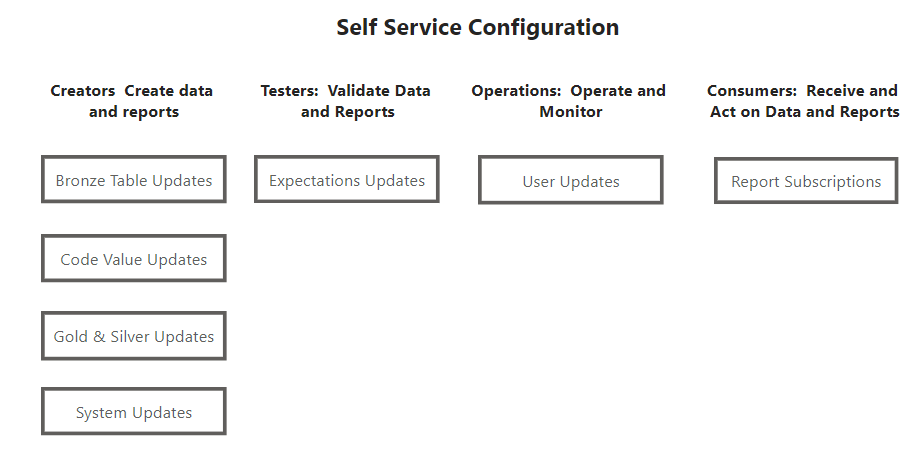 Self Service Configuration
Creators  Create data
and reports
Testers:  Validate Data
and Reports
Operations:  Operate and
Monitor
Consumers:  Receive and
Act on Data and Reports
Bronze Table Updates
Expectations Updates
User Updates
Report Subscriptions
Code Value Updates
Gold & Silver Updates
System Updates